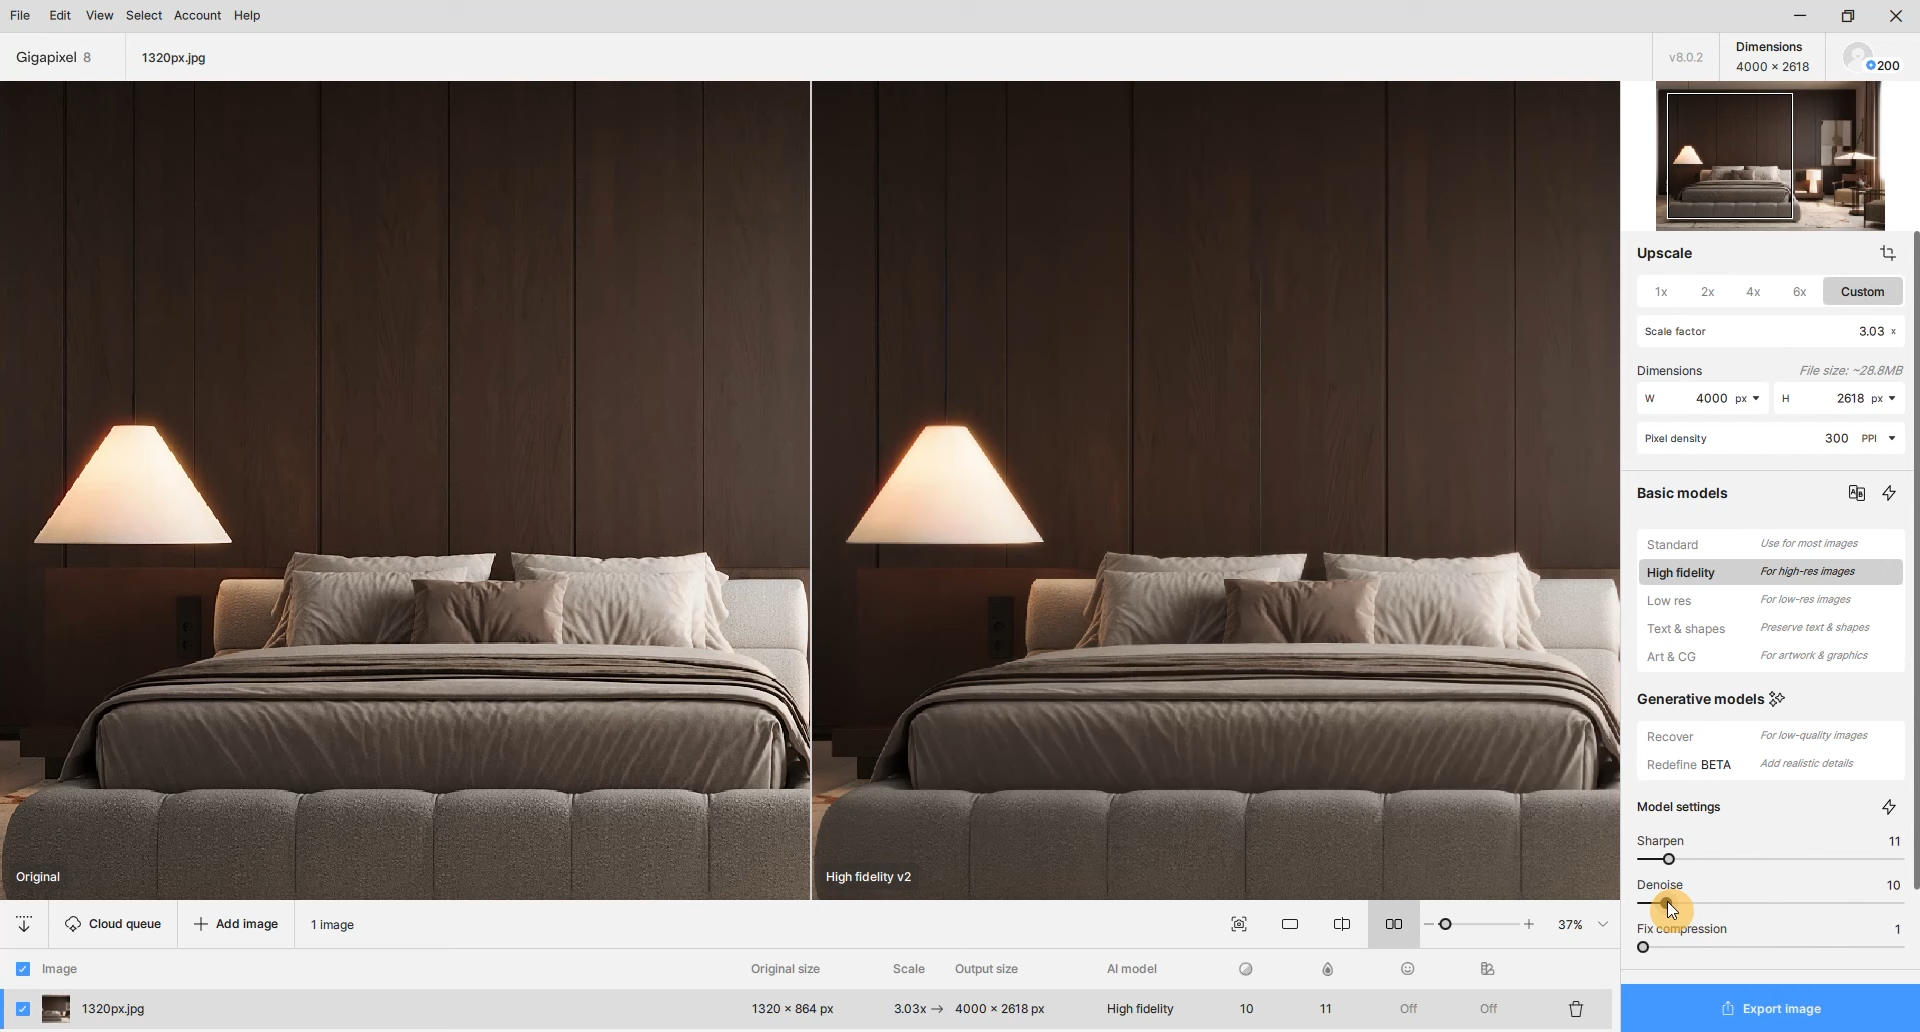 File Edit View Select Account Help
Gigapixel 8
1320px.jpg
v8.0.2
Dimensions
4000 × 2618
200
Upscale
1x 2x 4x 6x Custom
Scale factor 3.03 x
Dimensions File size: ~28.8MB
W 4000 px H 2618 px
Pixel density 300 PPI
Basic models
Standard Use for most images
High fidelity For high-res images
Low res For low-res images
Text & shapes Preserve text & shapes
Art & CG For artwork & graphics
Generative models
Recover For low-quality images
Redefine BETA Add realistic details
Model settings
Sharpen 11
Denoise 10
Fix compression 1
Export image
Original
High fidelity v2
Cloud queue
Add image
1 image
37%
Image Original size Scale Output size AI model
1320px.jpg 1320 × 864 px 3.03x → 4000 × 2618 px High fidelity 10 11 Off Off